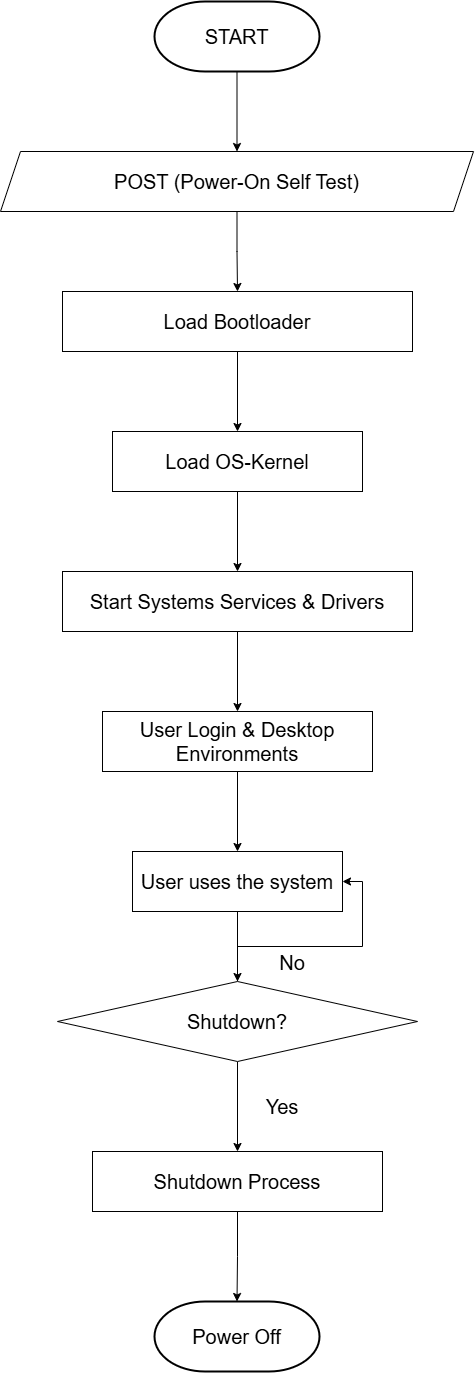 START
POST (Power-On Self Test)
Load Bootloader
Load OS-Kernel
Start Systems Services & Drivers
User Login & Desktop
Environments
User uses the system
No
Shutdown?
Yes
Shutdown Process
Power Off